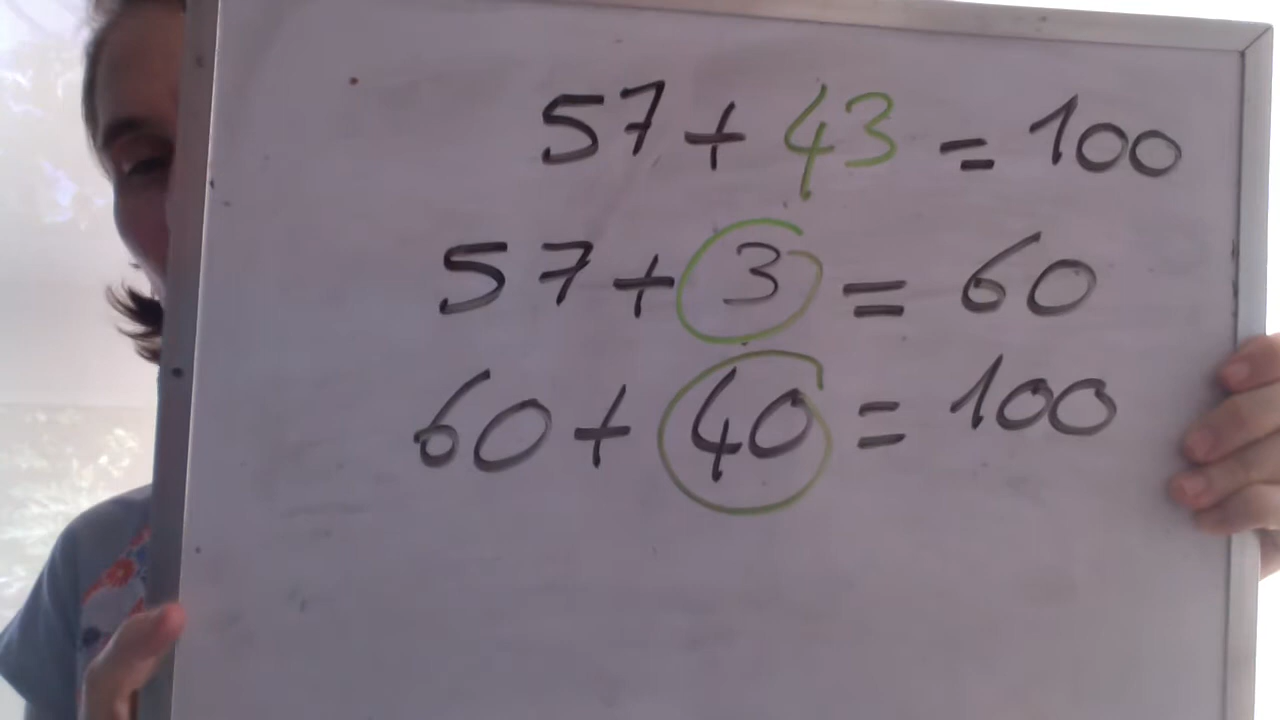 57 + 43 = 100
57 + 3 = 60
60 + 40 = 100